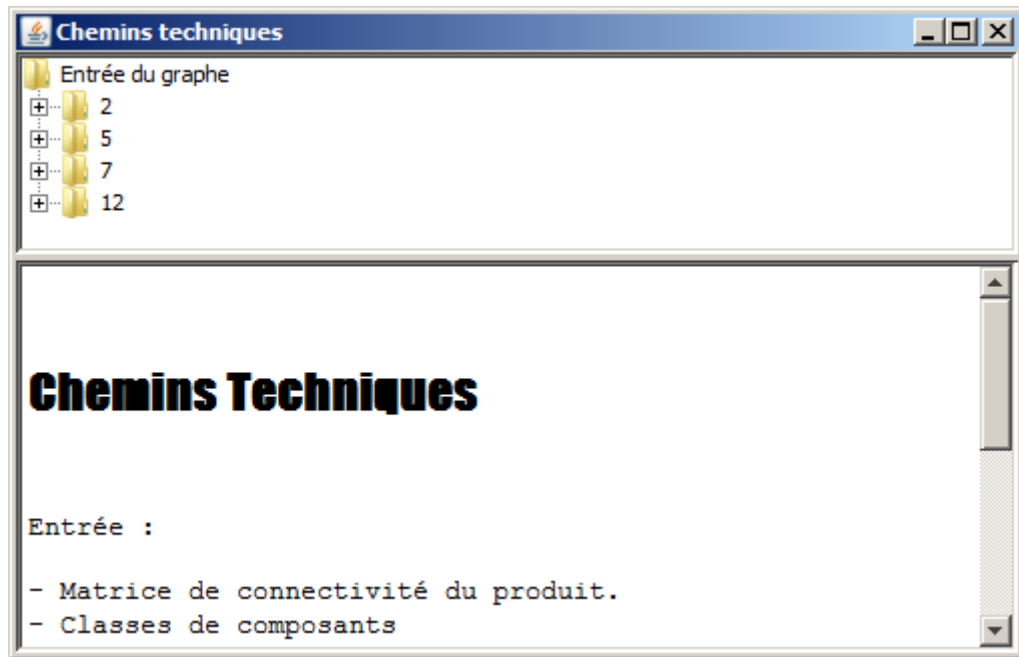 Chemins techniques
Entrée du graphe
2
5
7
12
Chemins Techniques
Entrée :
- Matrice de connectivité du produit.
- Classes de composants